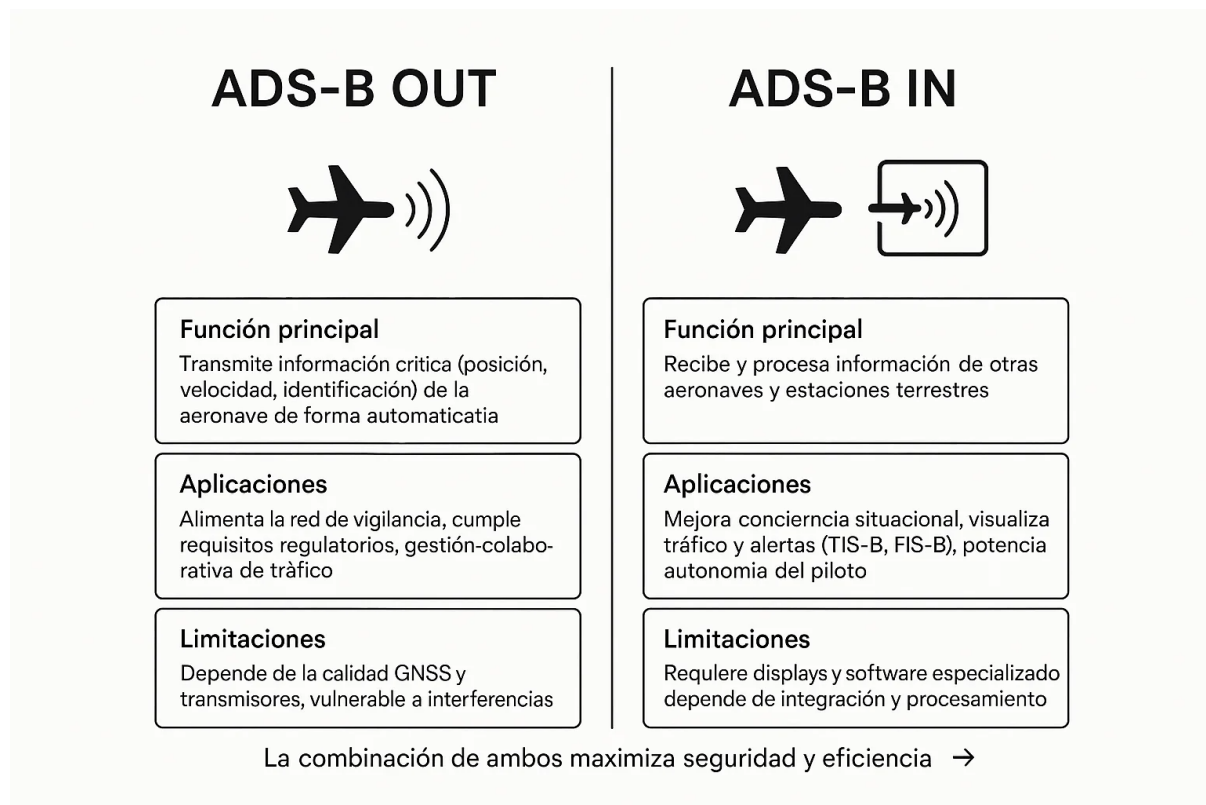 ADS-B OUT
Función principal
Transmite información critica (posición,
velocidad, identificación) de la
aeronave de forma automaticatia
Aplicaciones
Alimenta la red de vigilancia, cumple
requisitos regulatorios, gestión-colabo-
rativa de tràfico
Limitaciones
Depende de la calidad GNSS y
transmisores, vulnerable a interferencias
ADS-B IN
Función principal
Recibe y procesa información de otras
aeronaves y estaciones terrestres
Aplicaciones
Mejora concierncia situacional, visualiza
tráfico y alertas (TIS-B, FIS-B), potencia
autonomia del piloto
Limitaciones
Requlere displays y software especializado
depende de integración y procesamiento
La combinación de ambos maximiza seguridad y eficiencia →